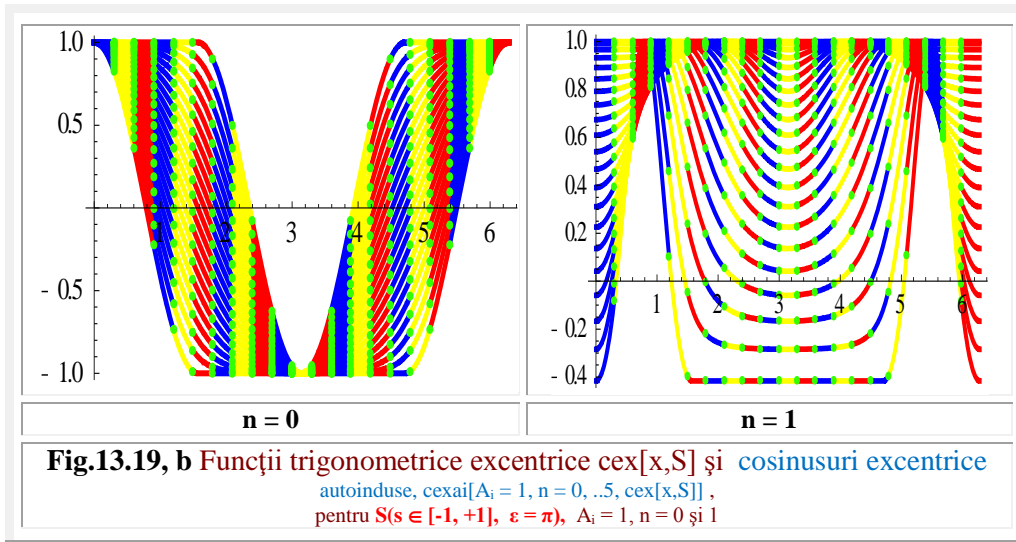 1.0
0.5
1 2 3 4 5 6
- 0.5
- 1.0
1.0
0.8
0.6
0.4
0.2
1 2 3 4 5 6
- 0.2
- 0.4
n = 0
n = 1
Fig.13.19, b Funcţii trigonometrice excentrice cex[x,S] şi cosinusuri excentrice
autoinduse, cexai[Aᵢ = 1, n = 0, ..5, cex[x,S]] ,
pentru S(s ∈ [-1, +1], ε = π), Aᵢ = 1, n = 0 şi 1